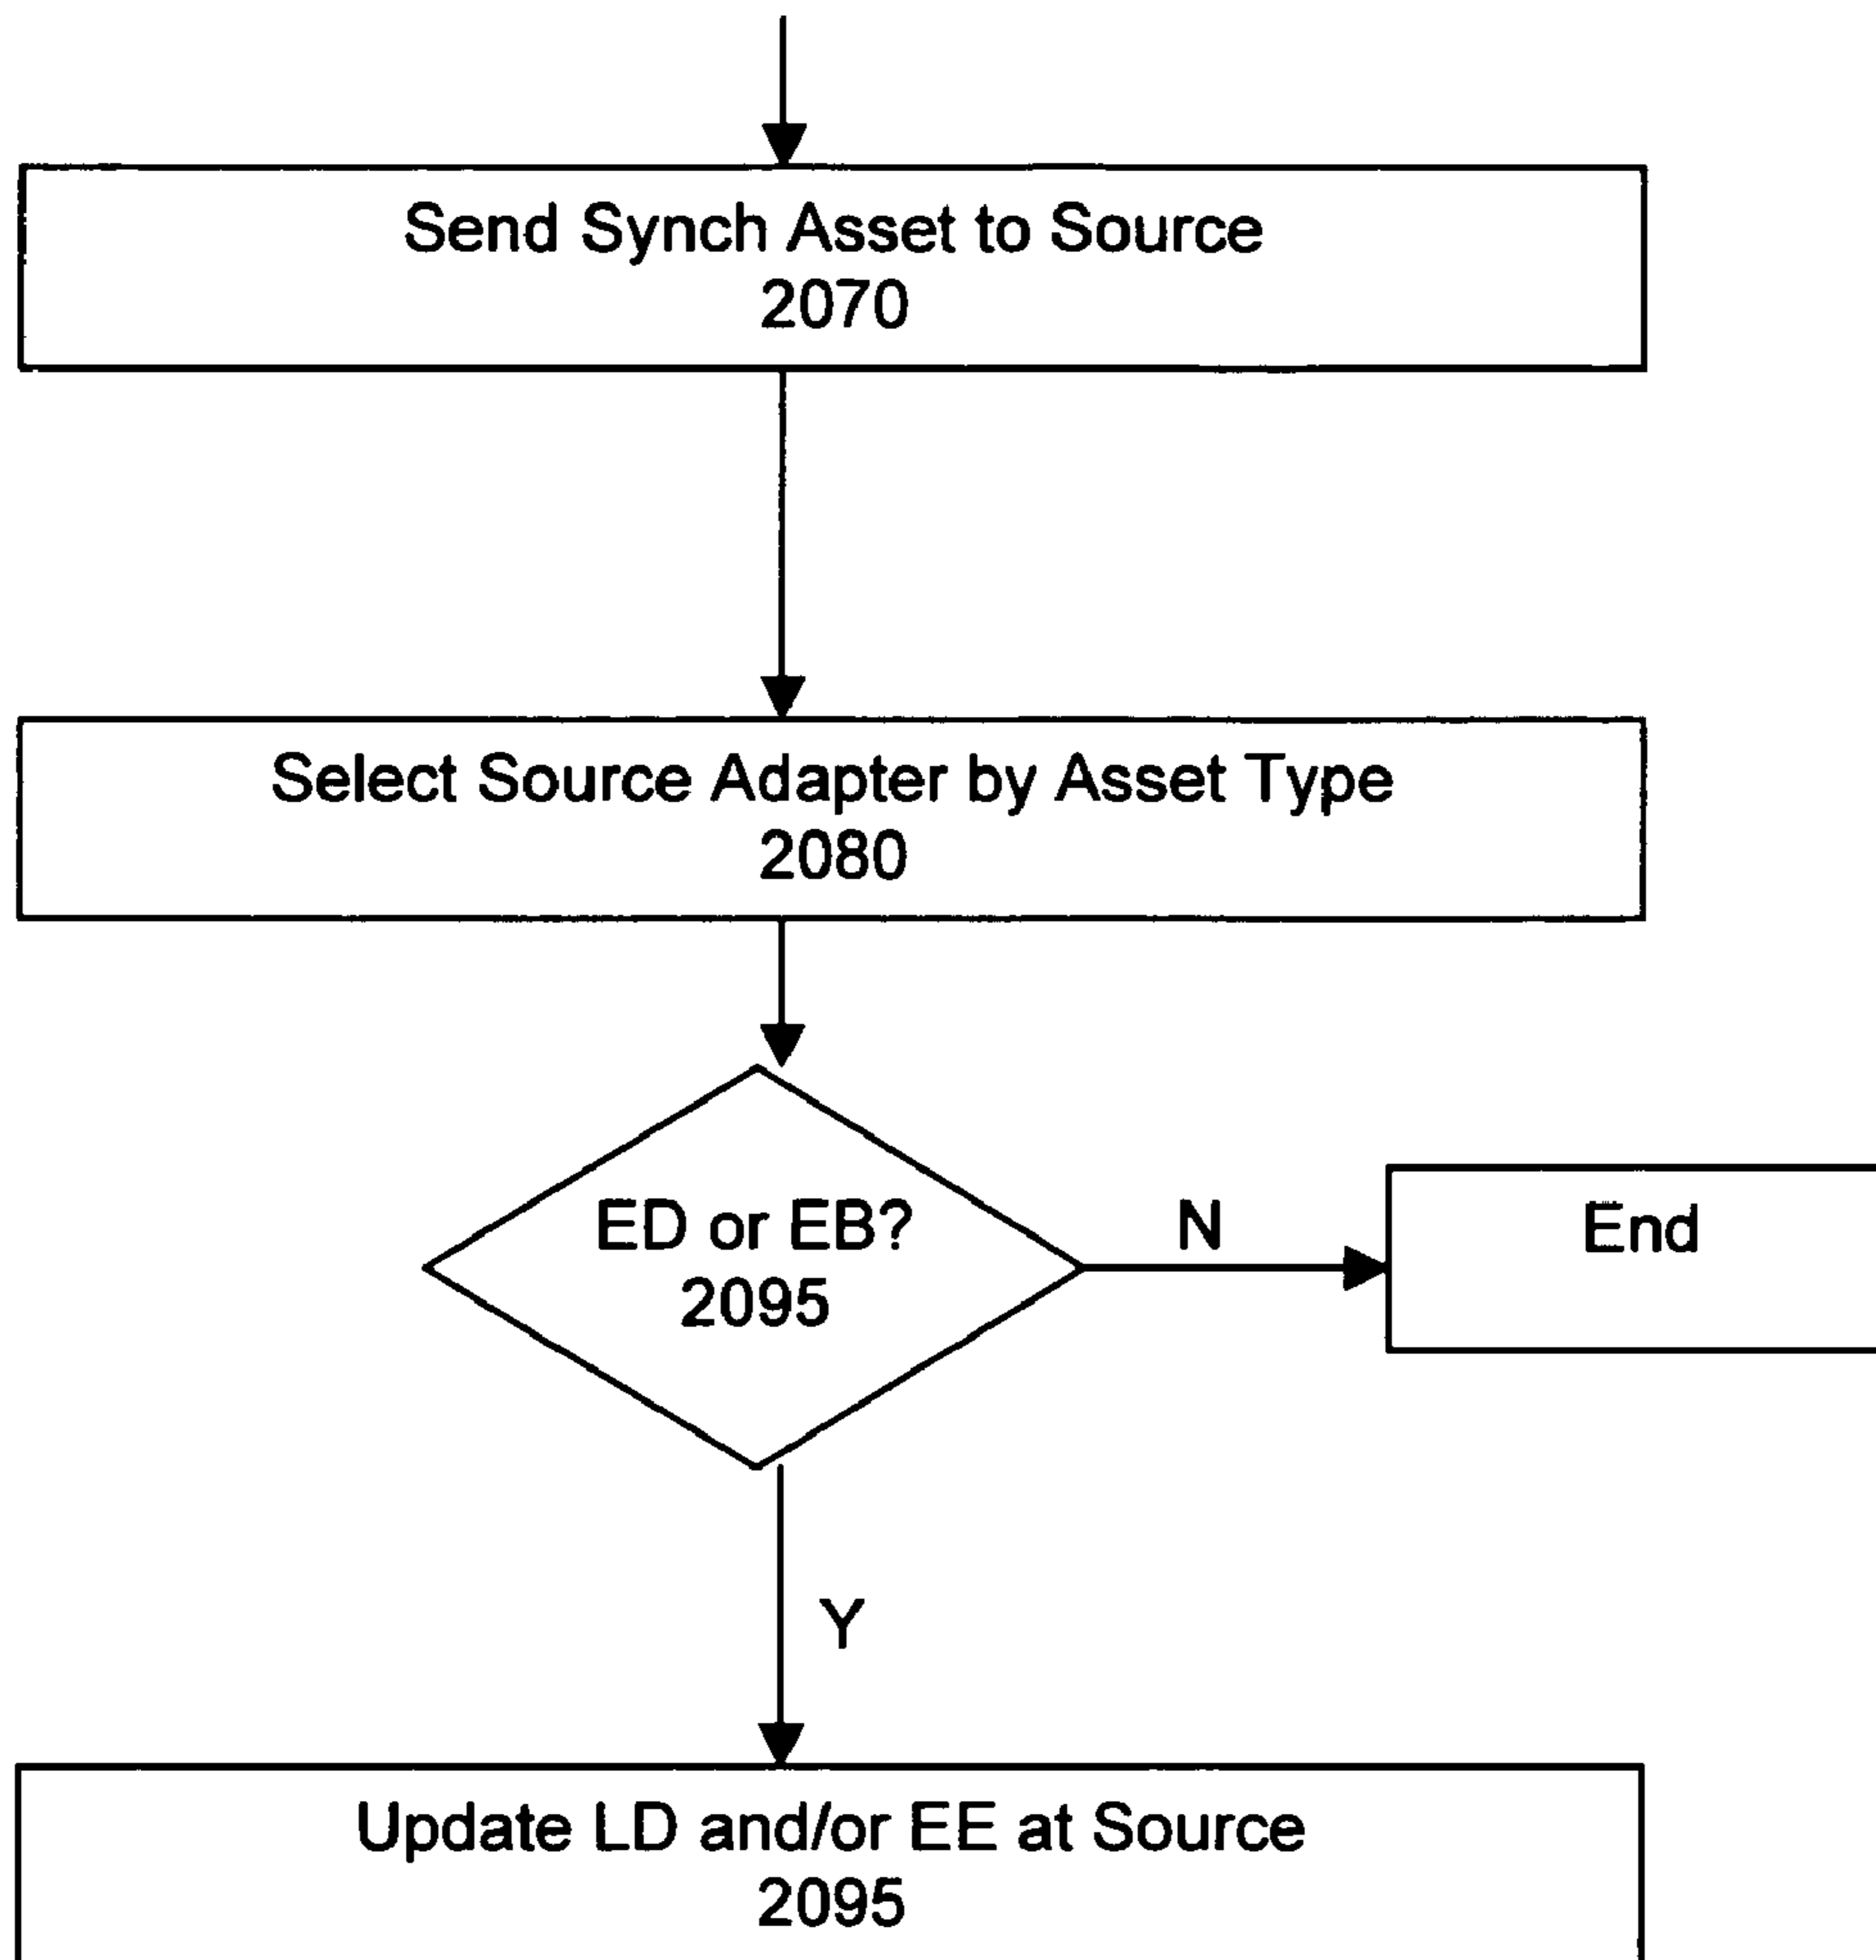 Send Synch Asset to Source
2070
Select Source Adapter by Asset Type
2080
ED or EB?
2095
N
End
Y
Update LD and/or EE at Source
2095